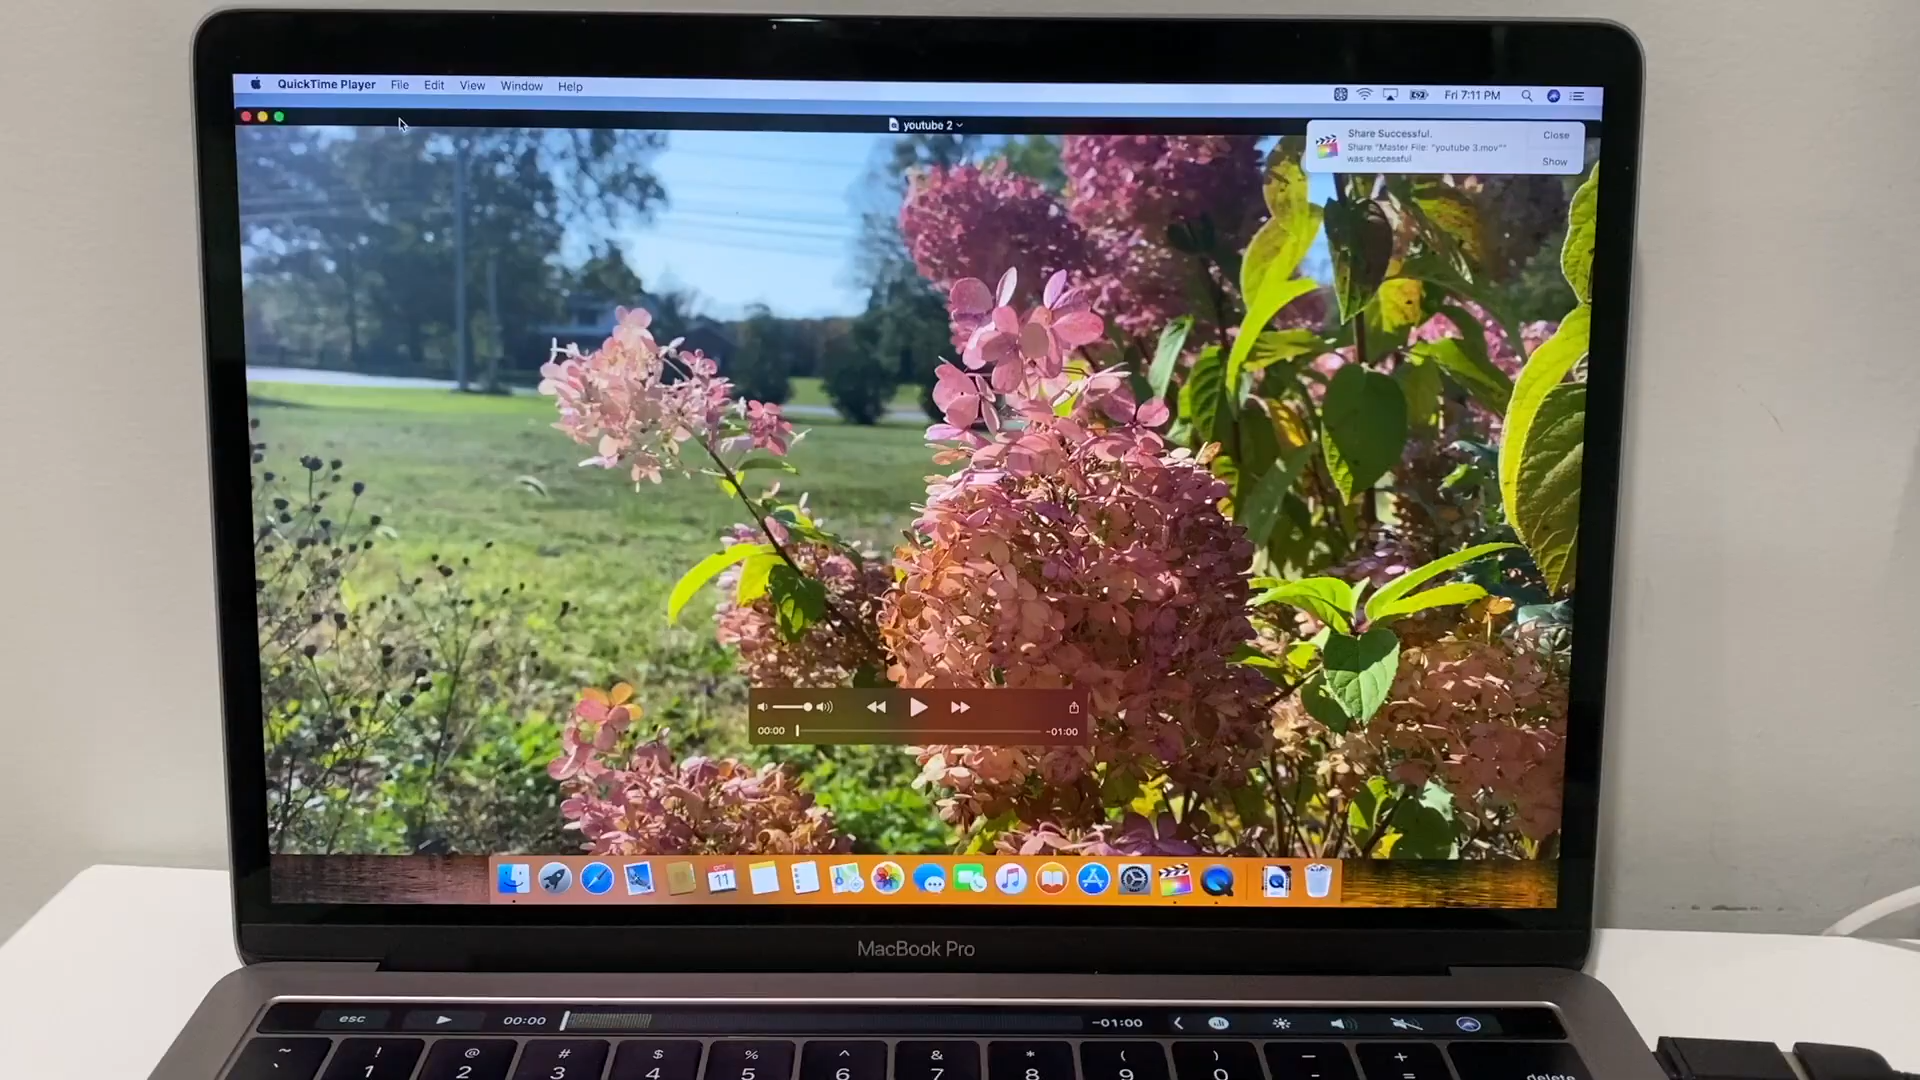 QuickTime Player File Edit View Window Help
Fri 7:11 PM
youtube 2
Share Successful.
Close
Share "Master File: "youtube 3.mov""
was successful
Show
00:00
-01:00
OCT
11
MacBook Pro
esc
00:00
-01:00
~ ! @ # $ % ^ & * ( ) — +
` 1 2 3 4 5 6 7 8 9 0 - =
delete